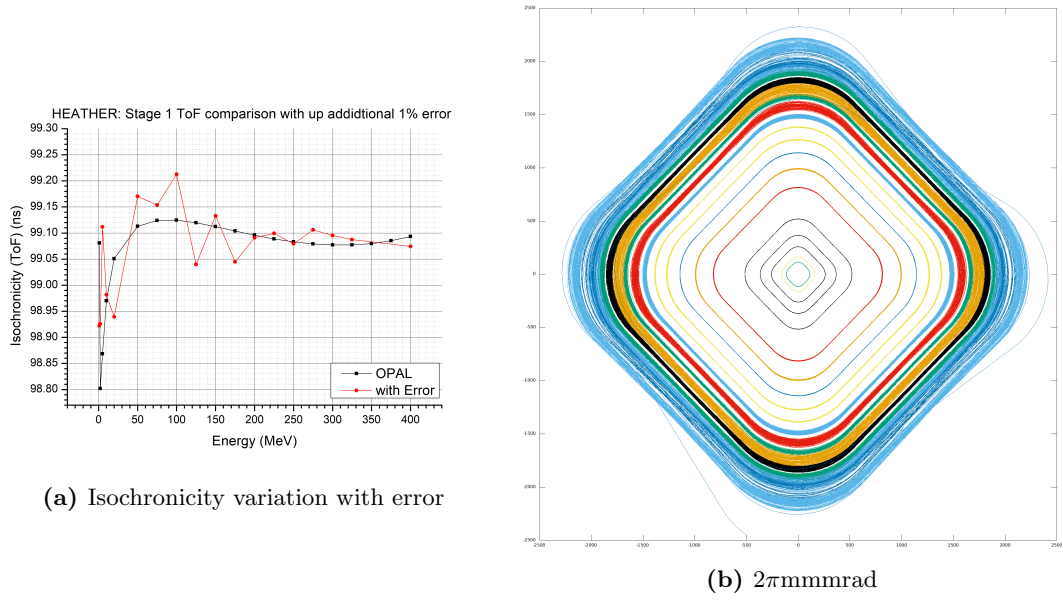 HEATHER: Stage 1 ToF comparison with up addidtional 1% error
99.30
99.25
99.20
99.15
99.10
99.05
99.00
98.95
98.90
98.85
98.80
Isochronicity (ToF) (ns)
OPAL
with Error
0 50 100 150 200 250 300 350 400
Energy (MeV)
(a) Isochronicity variation with error
2500
2000
1500
1000
500
0
-500
-1000
-1500
-2000
-2500
-2500 -2000 -1500 -1000 -500 0 500 1000 1500 2000 2500
(b) 2πmmmrad